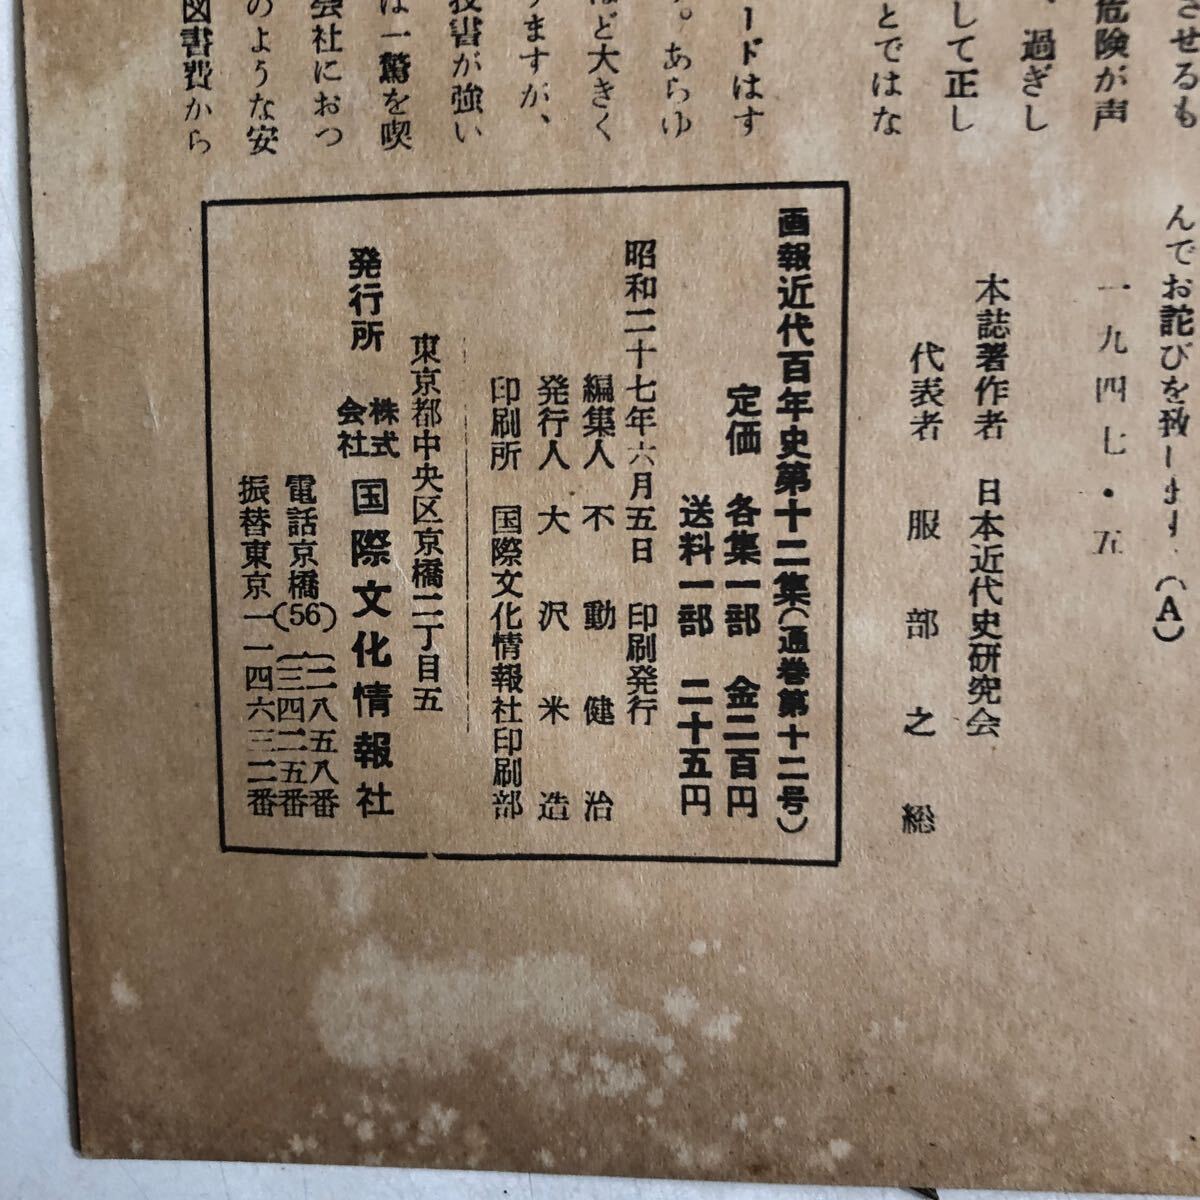 させるも
危険が声
、過ぎし
して正し
とではな
ードはす
す。あらゆ
ほど大きく
りますが、
投書が強い
は一驚を喫
会社におつ
のような安
図書費から
んでお詫びを致します、(A)
一九四七・五
本誌著作者 日本近代史研究会
代表者 服部之総
画報近代百年史第十二集(通巻第十二号)
定価 各集一部 金二百円
送料一部 二十五円
昭和二十七年六月五日 印刷発行
編集人 不動健治
発行人 大沢米造
印刷所 国際文化情報社印刷部
東京都中央区京橋二丁目五
発行所 株式会社 国際文化情報社
電話京橋(56)(二八五八番
三四二五番
振替東京一一四六三二番